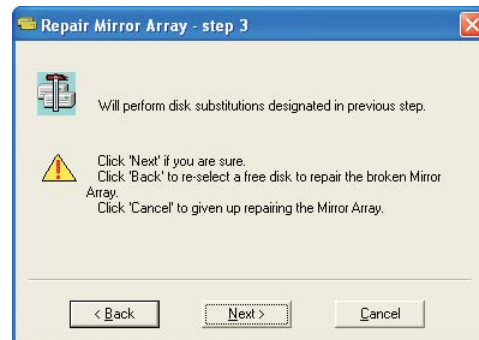 Repair Mirror Array - step 3
Will perform disk substitutions designated in previous step.
Click 'Next' if you are sure.
Click 'Back' to re-select a free disk to repair the broken Mirror
Array.
Click 'Cancel' to given up repairing the Mirror Array.
< Back Next > Cancel